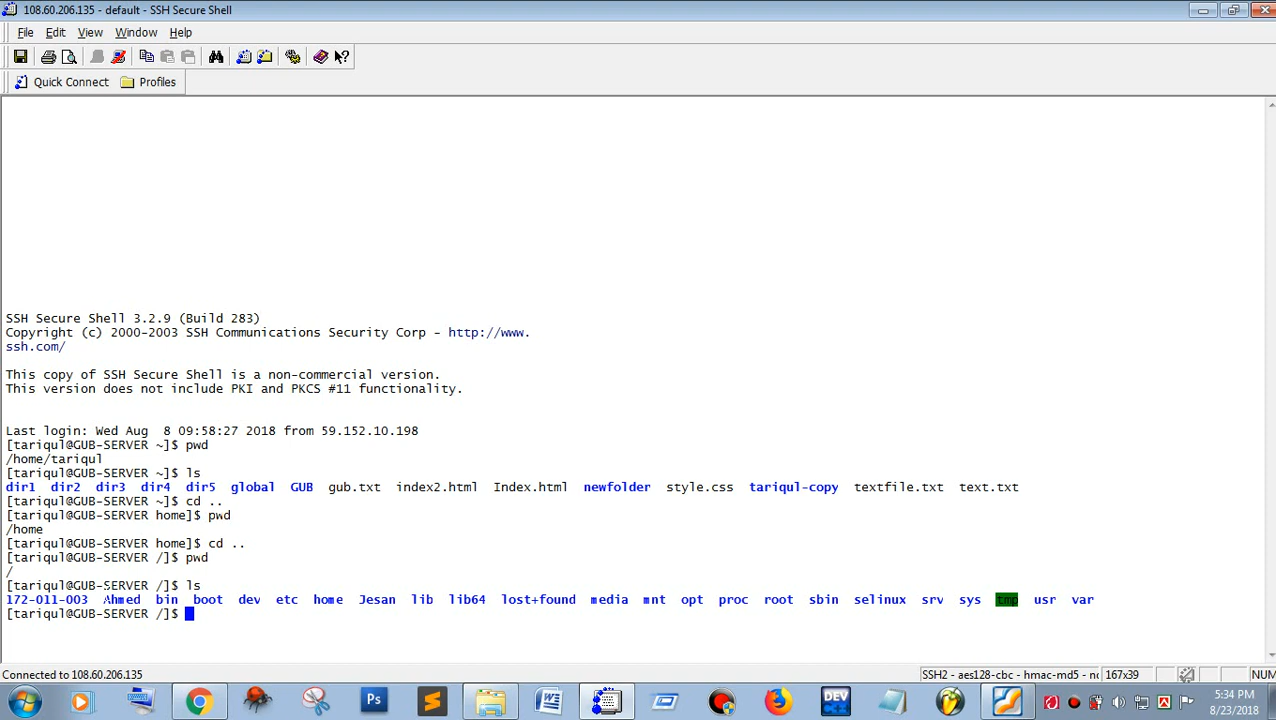 108.60.206.135 - default - SSH Secure Shell
File Edit View Window Help
Quick Connect Profiles
SSH Secure Shell 3.2.9 (Build 283)
Copyright (c) 2000-2003 SSH Communications Security Corp - http://www.
ssh.com/
This copy of SSH Secure Shell is a non-commercial version.
This version does not include PKI and PKCS #11 functionality.
Last login: Wed Aug  8 09:58:27 2018 from 59.152.10.198
[tariqul@GUB-SERVER ~]$ pwd
/home/tariqul
[tariqul@GUB-SERVER ~]$ ls
dir1  dir2  dir3  dir4  dir5  global  GUB  gub.txt  index2.html  Index.html  newfolder  style.css  tariqul-copy  textfile.txt  text.txt
[tariqul@GUB-SERVER ~]$ cd ..
[tariqul@GUB-SERVER home]$ pwd
/home
[tariqul@GUB-SERVER home]$ cd ..
[tariqul@GUB-SERVER /]$ pwd
/
[tariqul@GUB-SERVER /]$ ls
172-011-003  Ahmed  bin  boot  dev  etc  home  Jesan  lib  lib64  lost+found  media  mnt  opt  proc  root  sbin  selinux  srv  sys  tmp  usr  var
[tariqul@GUB-SERVER /]$
Connected to 108.60.206.135 SSH2 - aes128-cbc - hmac-md5 - nc 167x39 NUM
Ps W DEV C++ 5:34 PM
8/23/2018